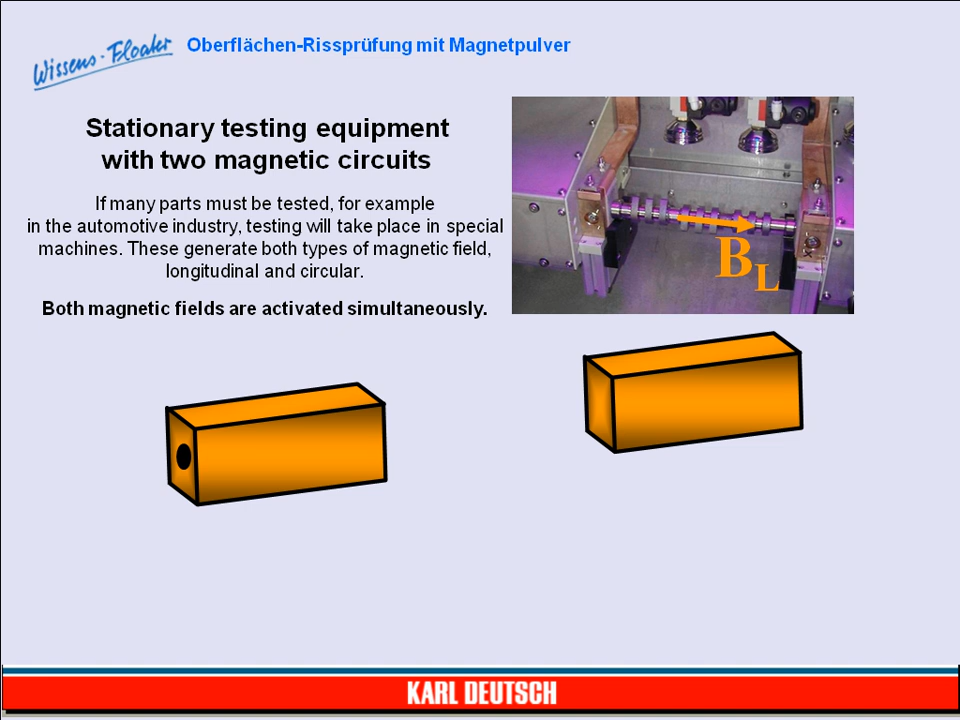 Wissens-Floater
Oberflächen-Rissprüfung mit Magnetpulver
Stationary testing equipment
with two magnetic circuits
If many parts must be tested, for example
in the automotive industry, testing will take place in special
machines. These generate both types of magnetic field,
longitudinal and circular.
Both magnetic fields are activated simultaneously.
BL
KARL DEUTSCH